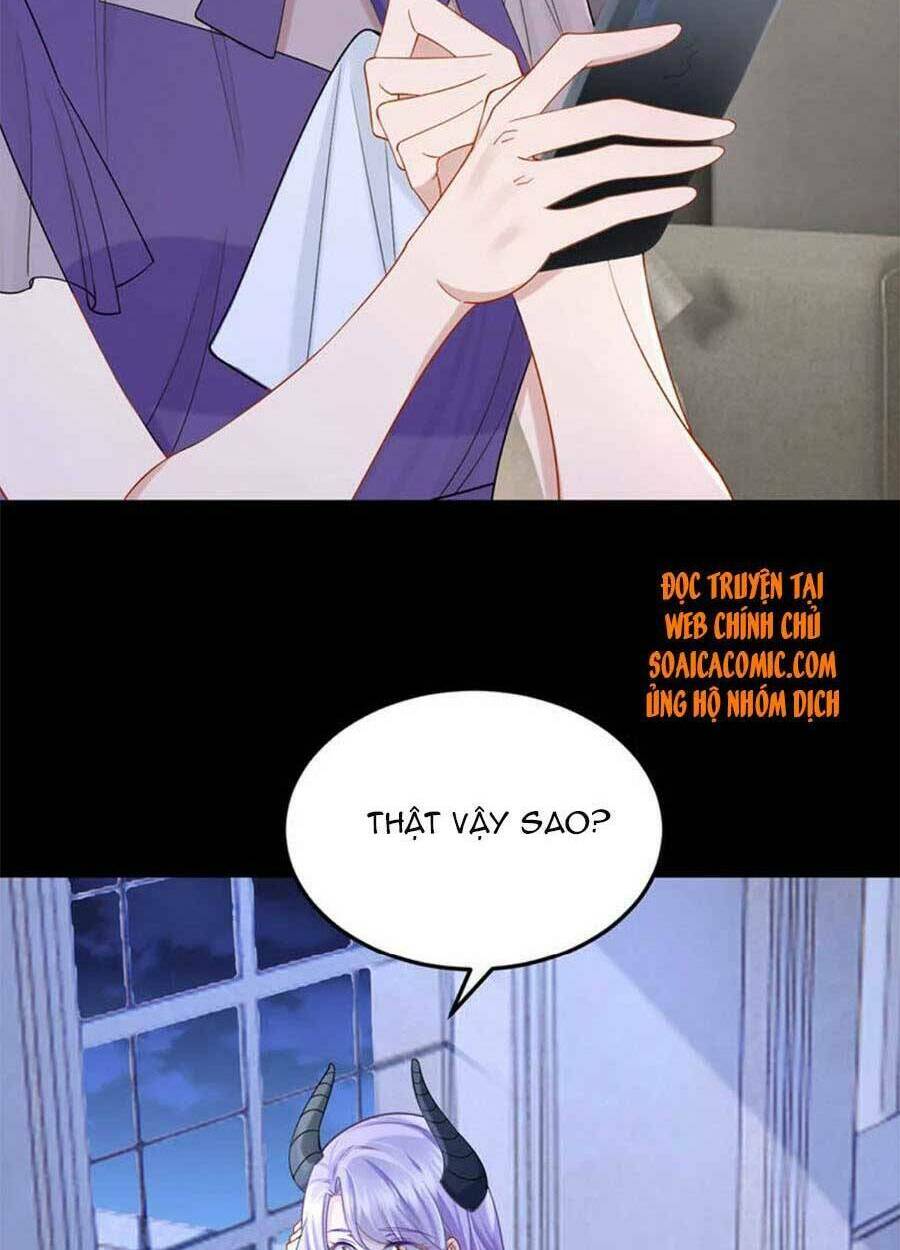 ĐỌC TRUYỆN TẠI
WEB CHÍNH CHỦ
SOAICACOMIC.COM
ỦNG HỘ NHÓM DỊCH
THẬT VẬY SAO?